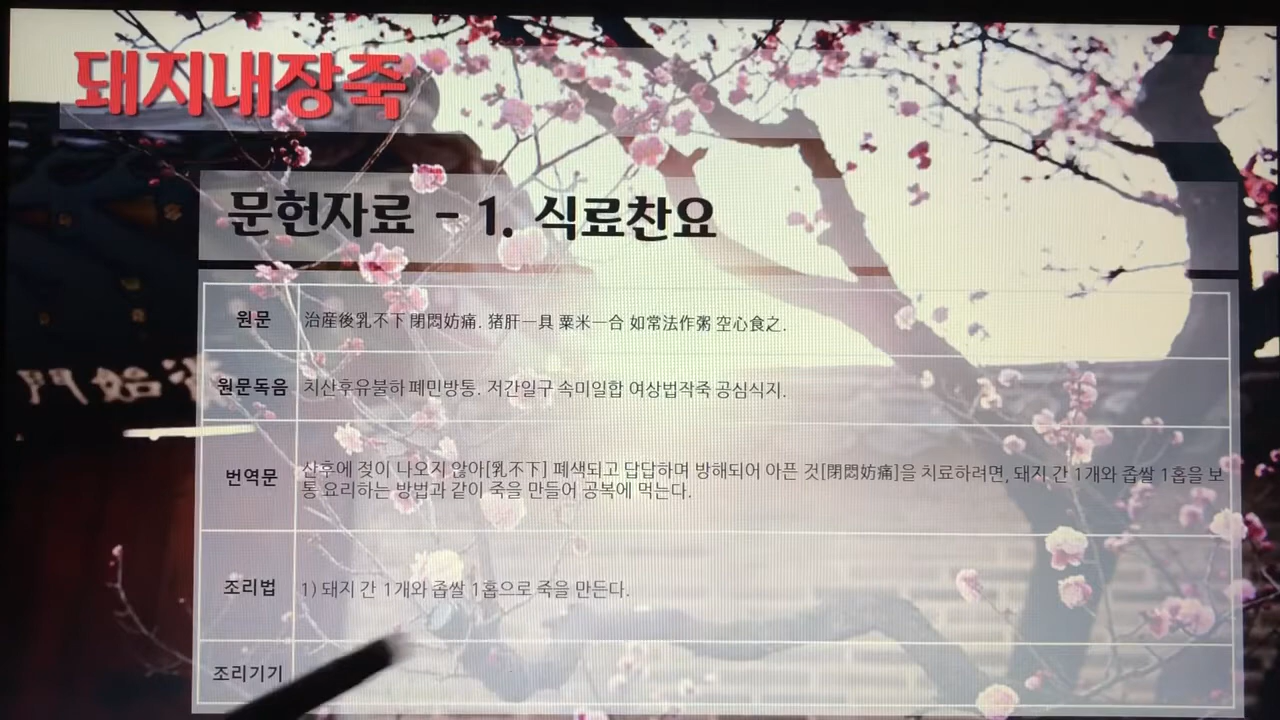 돼지내장죽
문헌자료 - 1. 식료찬요
원문
治産後乳不下 閉悶妨痛. 猪肝一具 粟米一合 如常法作粥 空心食之.
원문독음
치산후유불하 폐민방통. 저간일구 속미일합 여상법작죽 공심식지.
번역문
산후에 젖이 나오지 않아[乳不下] 폐색되고 답답하며 방해되어 아픈 것[閉悶妨痛]을 치료하려면, 돼지 간 1개와 좁쌀 1홉을 보
통 요리하는 방법과 같이 죽을 만들어 공복에 먹는다.
조리법
1) 돼지 간 1개와 좁쌀 1홉으로 죽을 만든다.
조리기기
門始